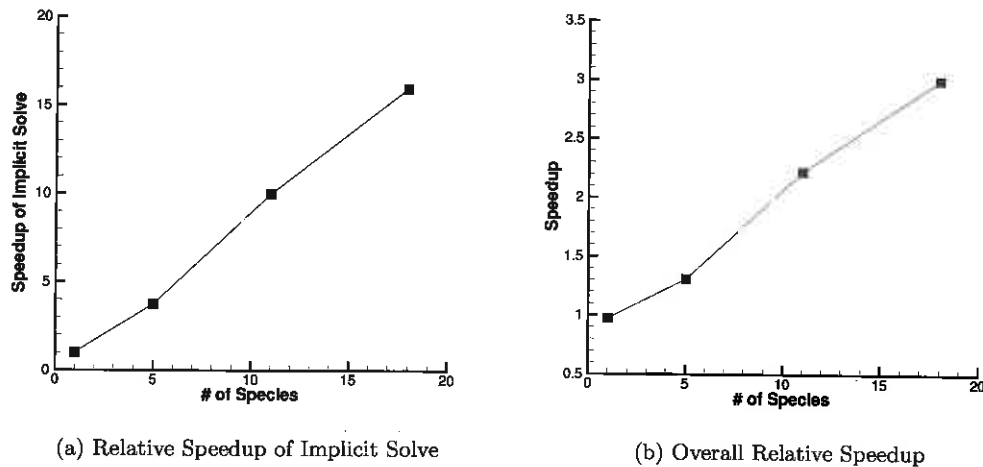 20
15
10
5
0
Speedup of Implicit Solve
0 5 10 15 20
# of Species
(a) Relative Speedup of Implicit Solve
3.5
3
2.5
2
1.5
1
0.5
Speedup
0 5 10 15 20
# of Species
(b) Overall Relative Speedup